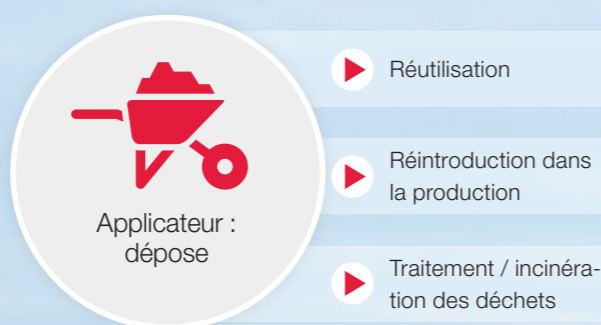 Applicateur :
dépose
Réutilisation
Réintroduction dans
la production
Traitement / incinéra-
tion des déchets